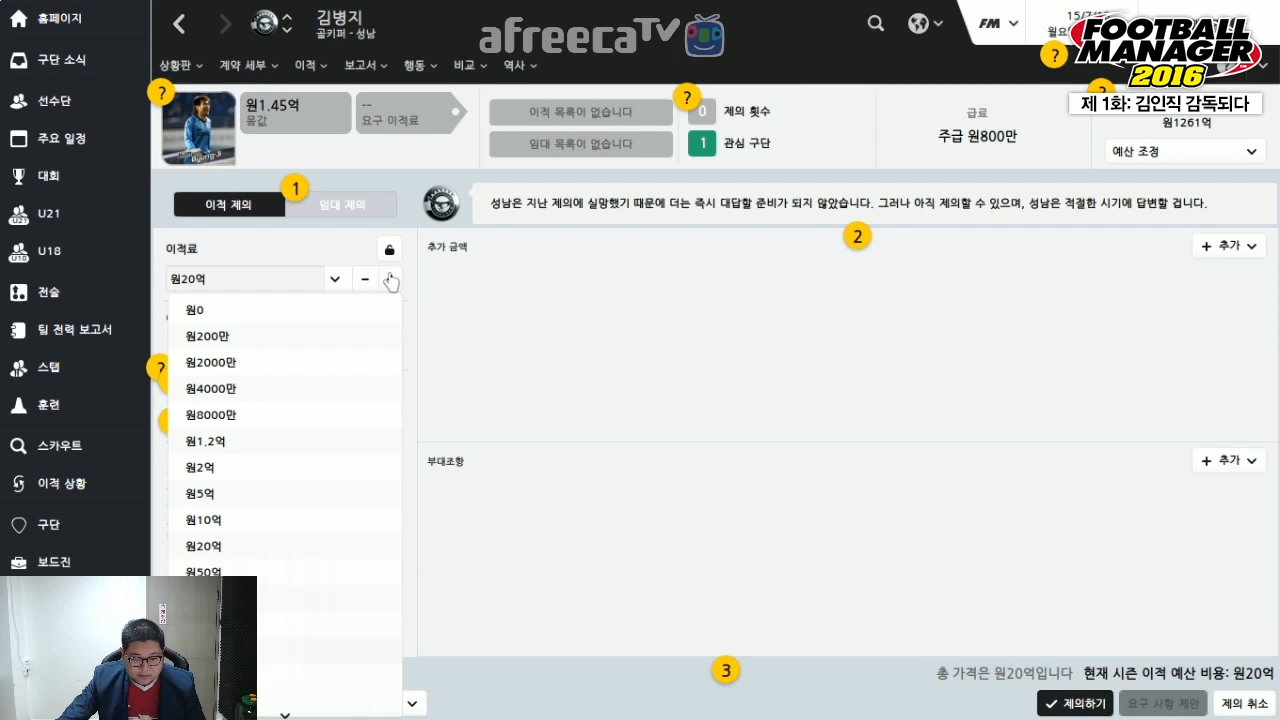 홈페이지
구단 소식
선수단
주요 일정
대회
U21
U18
전술
팀 전력 보고서
스탭
훈련
스카우트
이적 상황
구단
보드진
김병지
골키퍼 - 성남
afreecaTV
FM
FOOTBALL
MANAGER
2016
제 1화: 김인직 감독되다
상황판
계약 세부
이적
보고서
행동
비교
역사
?
?
원1.45억
몸값
--
요구 이적료
이적 목록이 없습니다
임대 목록이 없습니다
?
0 제의 횟수
1 관심 구단
급료
주급 원800만
원1261억
예산 조정
이적 제의
1
임대 제의
성남은 지난 제의에 실망했기 때문에 더는 즉시 대답할 준비가 되지 않았습니다. 그러나 아직 제의할 수 있으며, 성남은 적절한 시기에 답변할 겁니다.
이적료
원20억
원0
원200만
원2000만
원4000만
원8000만
원1.2억
원2억
원5억
원10억
원20억
원50억
?
2
추가 금액
+ 추가
부대조항
+ 추가
3
총 가격은 원20억입니다 현재 시즌 이적 예산 비용: 원20억
제의하기
요구 사항 제안
제의 취소